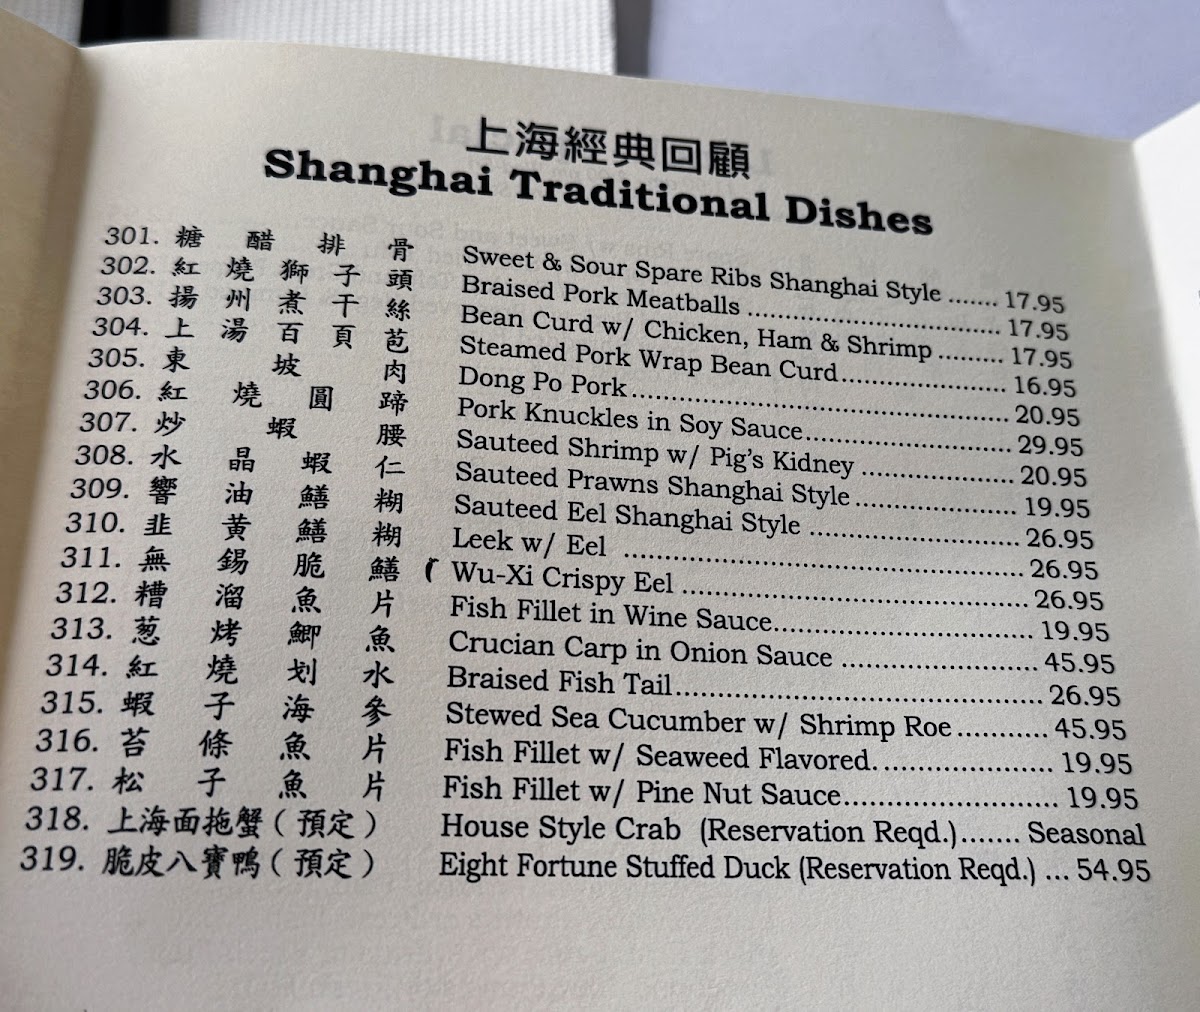 上海經典回顧
Shanghai Traditional Dishes
301. 糖醋排骨 Sweet & Sour Spare Ribs Shanghai Style ....... 17.95
302. 紅燒獅子頭 Braised Pork Meatballs ................................ 17.95
303. 揚州煮干絲 Bean Curd w/ Chicken, Ham & Shrimp ......... 17.95
304. 上湯百頁苞 Steamed Pork Wrap Bean Curd..................... 16.95
305. 東坡肉 Dong Po Pork ................................................ 20.95
306. 紅燒圓蹄 Pork Knuckles in Soy Sauce.......................... 29.95
307. 炒蝦腰 Sauteed Shrimp w/ Pig's Kidney ................... 20.95
308. 水晶蝦仁 Sauteed Prawns Shanghai Style .................... 19.95
309. 響油鱔糊 Sauteed Eel Shanghai Style .......................... 26.95
310. 韭黃鱔糊 Leek w/ Eel ................................................ 26.95
311. 無錫脆鱔 Wu-Xi Crispy Eel .......................................... 26.95
312. 糟溜魚片 Fish Fillet in Wine Sauce................................ 19.95
313. 葱烤鯽魚 Crucian Carp in Onion Sauce ........................ 45.95
314. 紅燒划水 Braised Fish Tail............................................ 26.95
315. 蝦子海參 Stewed Sea Cucumber w/ Shrimp Roe........... 45.95
316. 苔條魚片 Fish Fillet w/ Seaweed Flavored...................... 19.95
317. 松子魚片 Fish Fillet w/ Pine Nut Sauce.......................... 19.95
318. 上海面拖蟹（預定） House Style Crab (Reservation Reqd.)....... Seasonal
319. 脆皮八寶鴨（預定） Eight Fortune Stuffed Duck (Reservation Reqd.) ... 54.95